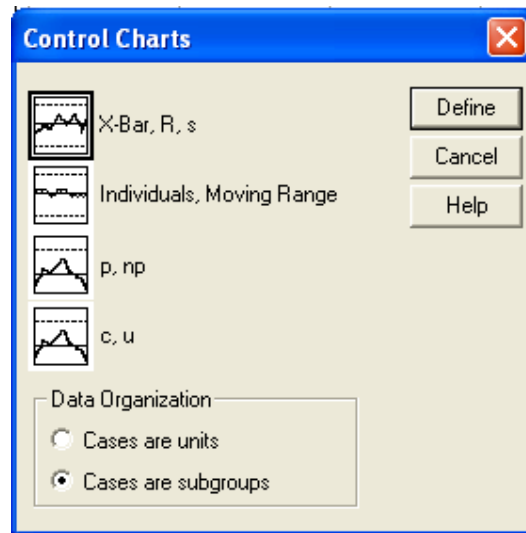 Control Charts
X-Bar, R, s
Individuals, Moving Range
p, np
c, u
Define
Cancel
Help
Data Organization
Cases are units
Cases are subgroups